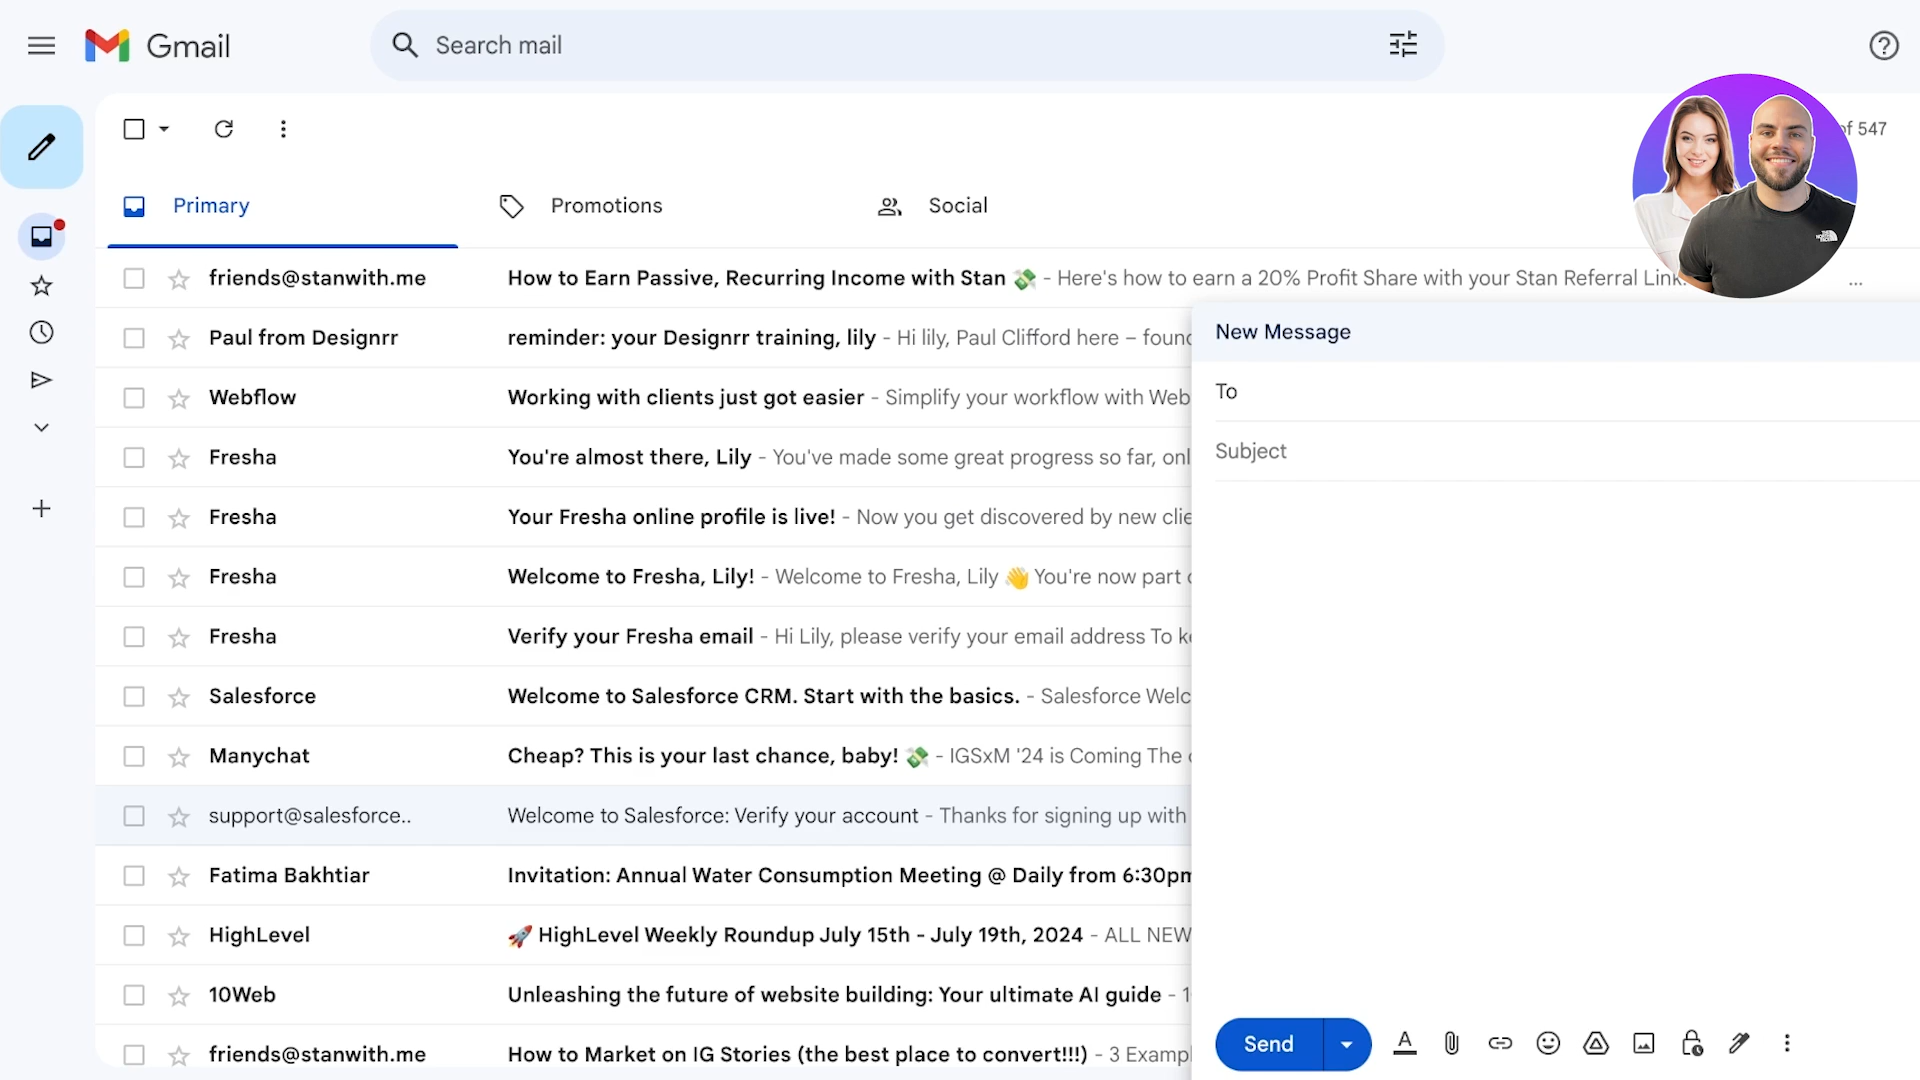 Gmail
Search mail
of 547
Primary
Promotions
Social
friends@stanwith.me How to Earn Passive, Recurring Income with Stan 💸 - Here's how to earn a 20% Profit Share with your Stan Referral Link. ...
Paul from Designrr reminder: your Designrr training, lily - Hi lily, Paul Clifford here – found
Webflow Working with clients just got easier - Simplify your workflow with Web
Fresha You're almost there, Lily - You've made some great progress so far, onl
Fresha Your Fresha online profile is live! - Now you get discovered by new clie
Fresha Welcome to Fresha, Lily! - Welcome to Fresha, Lily 👋 You're now part
Fresha Verify your Fresha email - Hi Lily, please verify your email address To ke
Salesforce Welcome to Salesforce CRM. Start with the basics. - Salesforce Welc
Manychat Cheap? This is your last chance, baby! 💸 - IGSxM '24 is Coming The
support@salesforce.. Welcome to Salesforce: Verify your account - Thanks for signing up with
Fatima Bakhtiar Invitation: Annual Water Consumption Meeting @ Daily from 6:30pm
HighLevel 🚀 HighLevel Weekly Roundup July 15th - July 19th, 2024 - ALL NEW
10Web Unleashing the future of website building: Your ultimate AI guide - 1
friends@stanwith.me How to Market on IG Stories (the best place to convert!!!) - 3 Exampl
New Message
To
Subject
Send
THE NORTH FACE